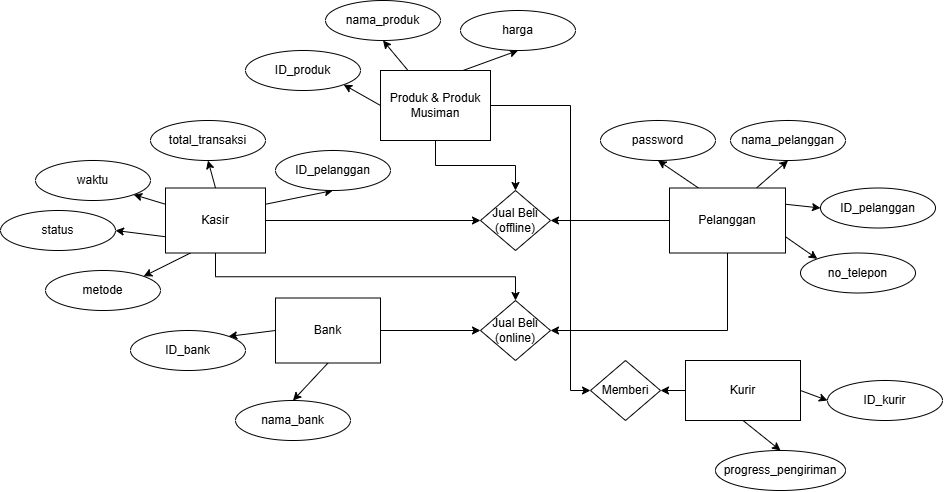 nama_produk
harga
ID_produk
Produk & Produk
Musiman
total_transaksi
password
nama_pelanggan
waktu
ID_pelanggan
Kasir
Jual Beli
(offline)
Pelanggan
ID_pelanggan
status
no_telepon
metode
Bank
Jual Beli
(online)
ID_bank
Memberi
Kurir
ID_kurir
nama_bank
progress_pengiriman